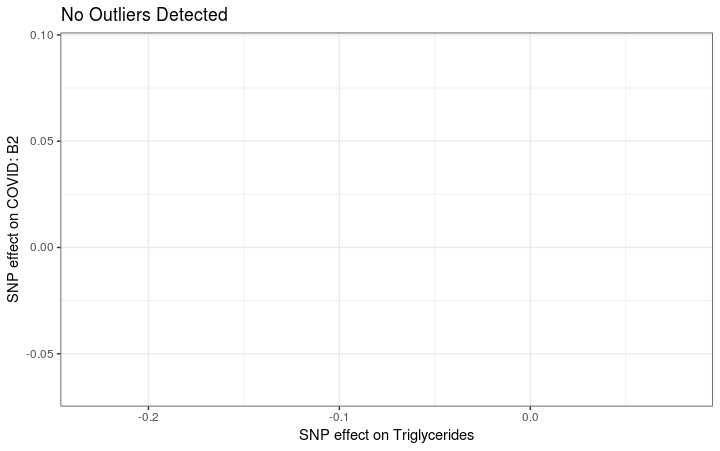 No Outliers Detected
SNP effect on COVID: B2
0.10
0.05
0.00
-0.05
-0.2
-0.1
0.0
SNP effect on Triglycerides